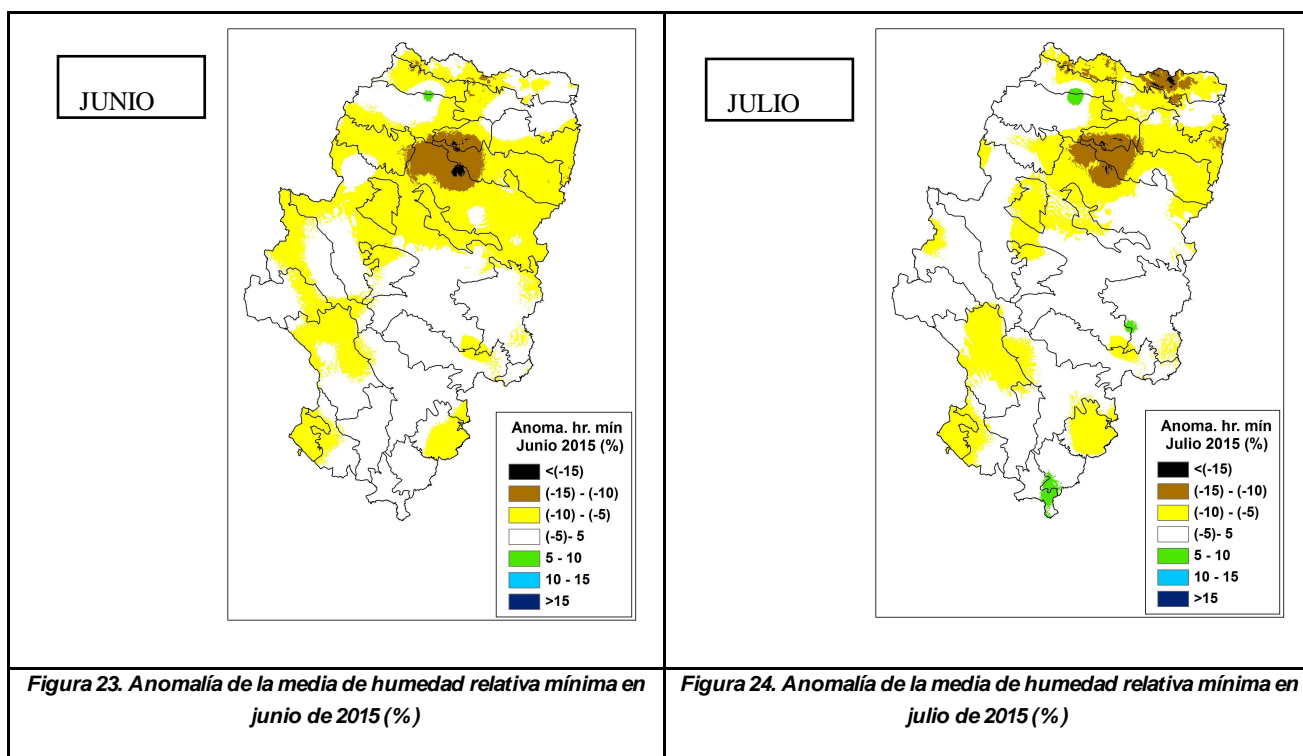 JUNIO
Anoma. hr. mín
Junio 2015 (%)
<(-15)
(-15) - (-10)
(-10) - (-5)
(-5)- 5
5 - 10
10 - 15
>15
Figura 23. Anomalía de la media de humedad relativa mínima en
junio de 2015 (%)
JULIO
Anoma. hr. mín
Julio 2015 (%)
<(-15)
(-15) - (-10)
(-10) - (-5)
(-5)- 5
5 - 10
10 - 15
>15
Figura 24. Anomalía de la media de humedad relativa mínima en
julio de 2015 (%)